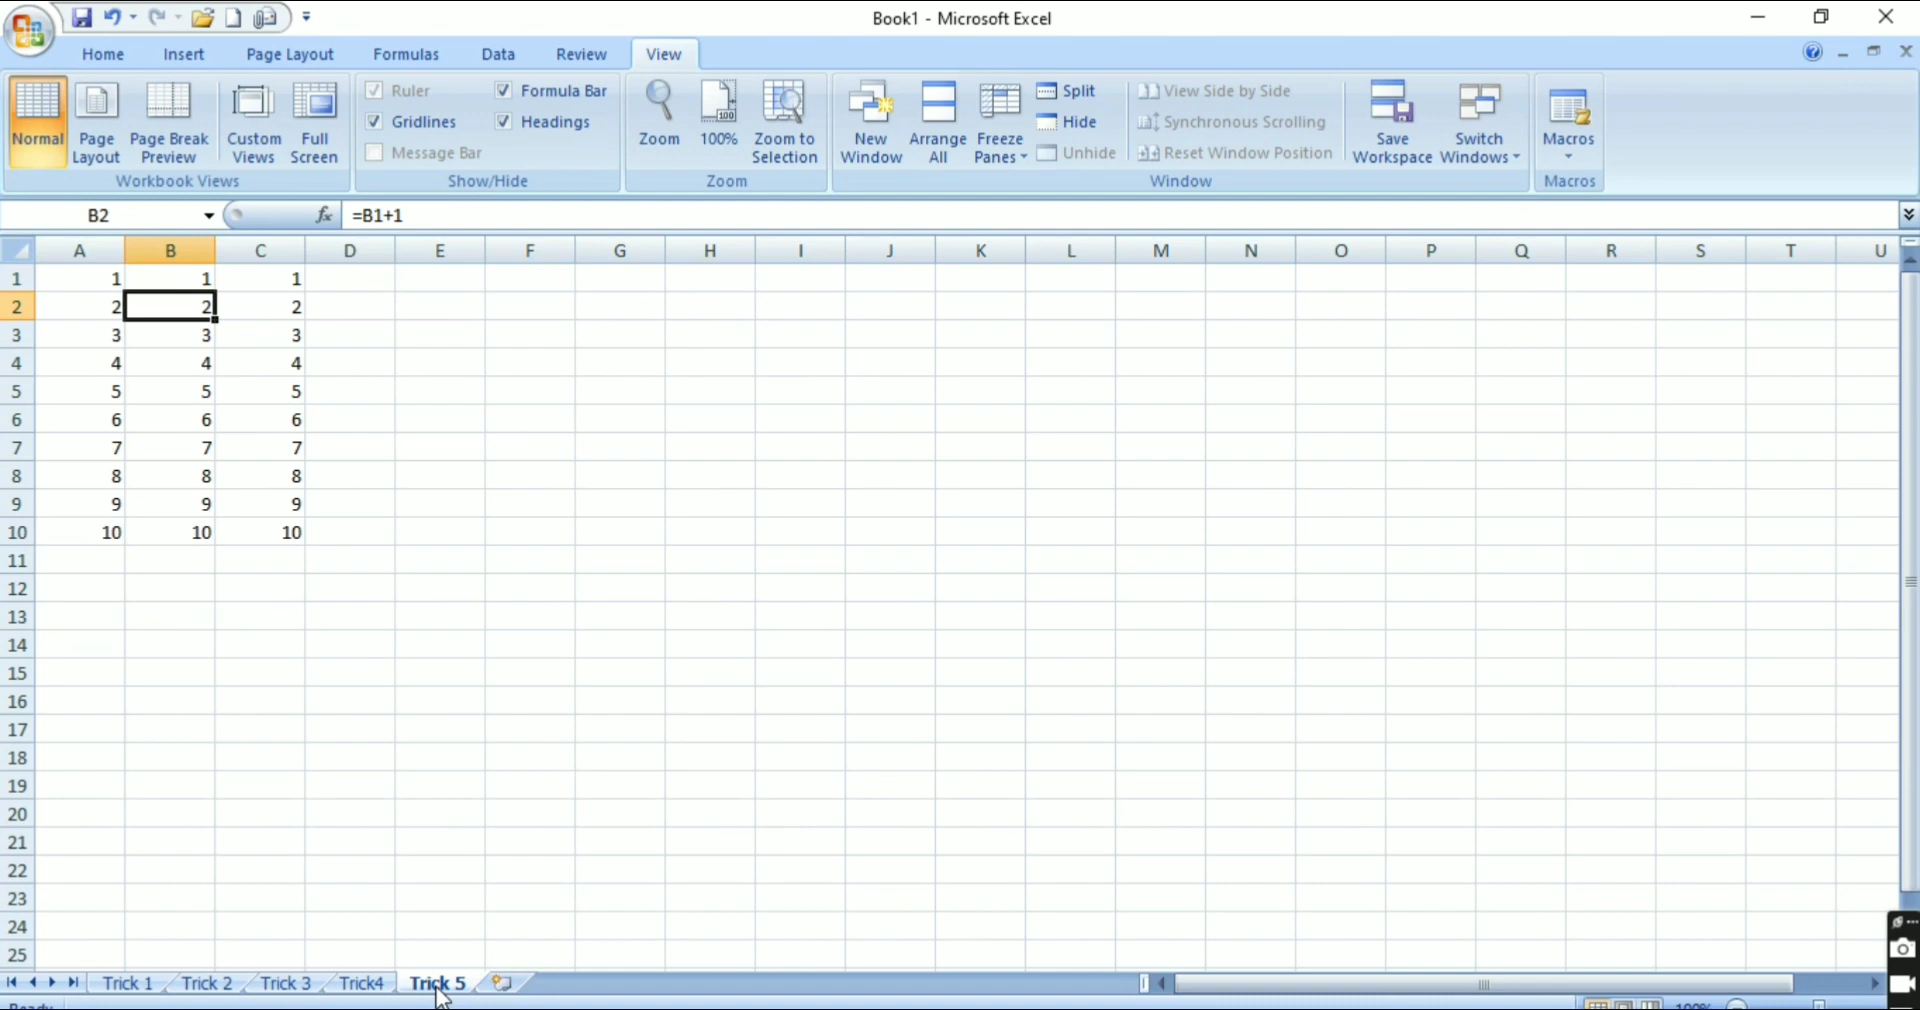 Book1 - Microsoft Excel
Home Insert Page Layout Formulas Data Review View
Normal Page Layout Page Break Preview Custom Views Full Screen
Workbook Views
Ruler Formula Bar
Gridlines Headings
Message Bar
Show/Hide
Zoom 100% Zoom to Selection
100
Zoom
New Window Arrange All Freeze Panes
Split View Side by Side
Hide Synchronous Scrolling
Unhide Reset Window Position
Save Workspace Switch Windows
Window
Macros
Macros
B2 fx =B1+1
A B C D E F G H I J K L M N O P Q R S T U
1 1 1 1
2 2 2 2
3 3 3 3
4 4 4 4
5 5 5 5
6 6 6 6
7 7 7 7
8 8 8 8
9 9 9 9
10 10 10 10
11
12
13
14
15
16
17
18
19
20
21
22
23
24
25
Trick 1 Trick 2 Trick 3 Trick4 Trick 5
Ready 100%